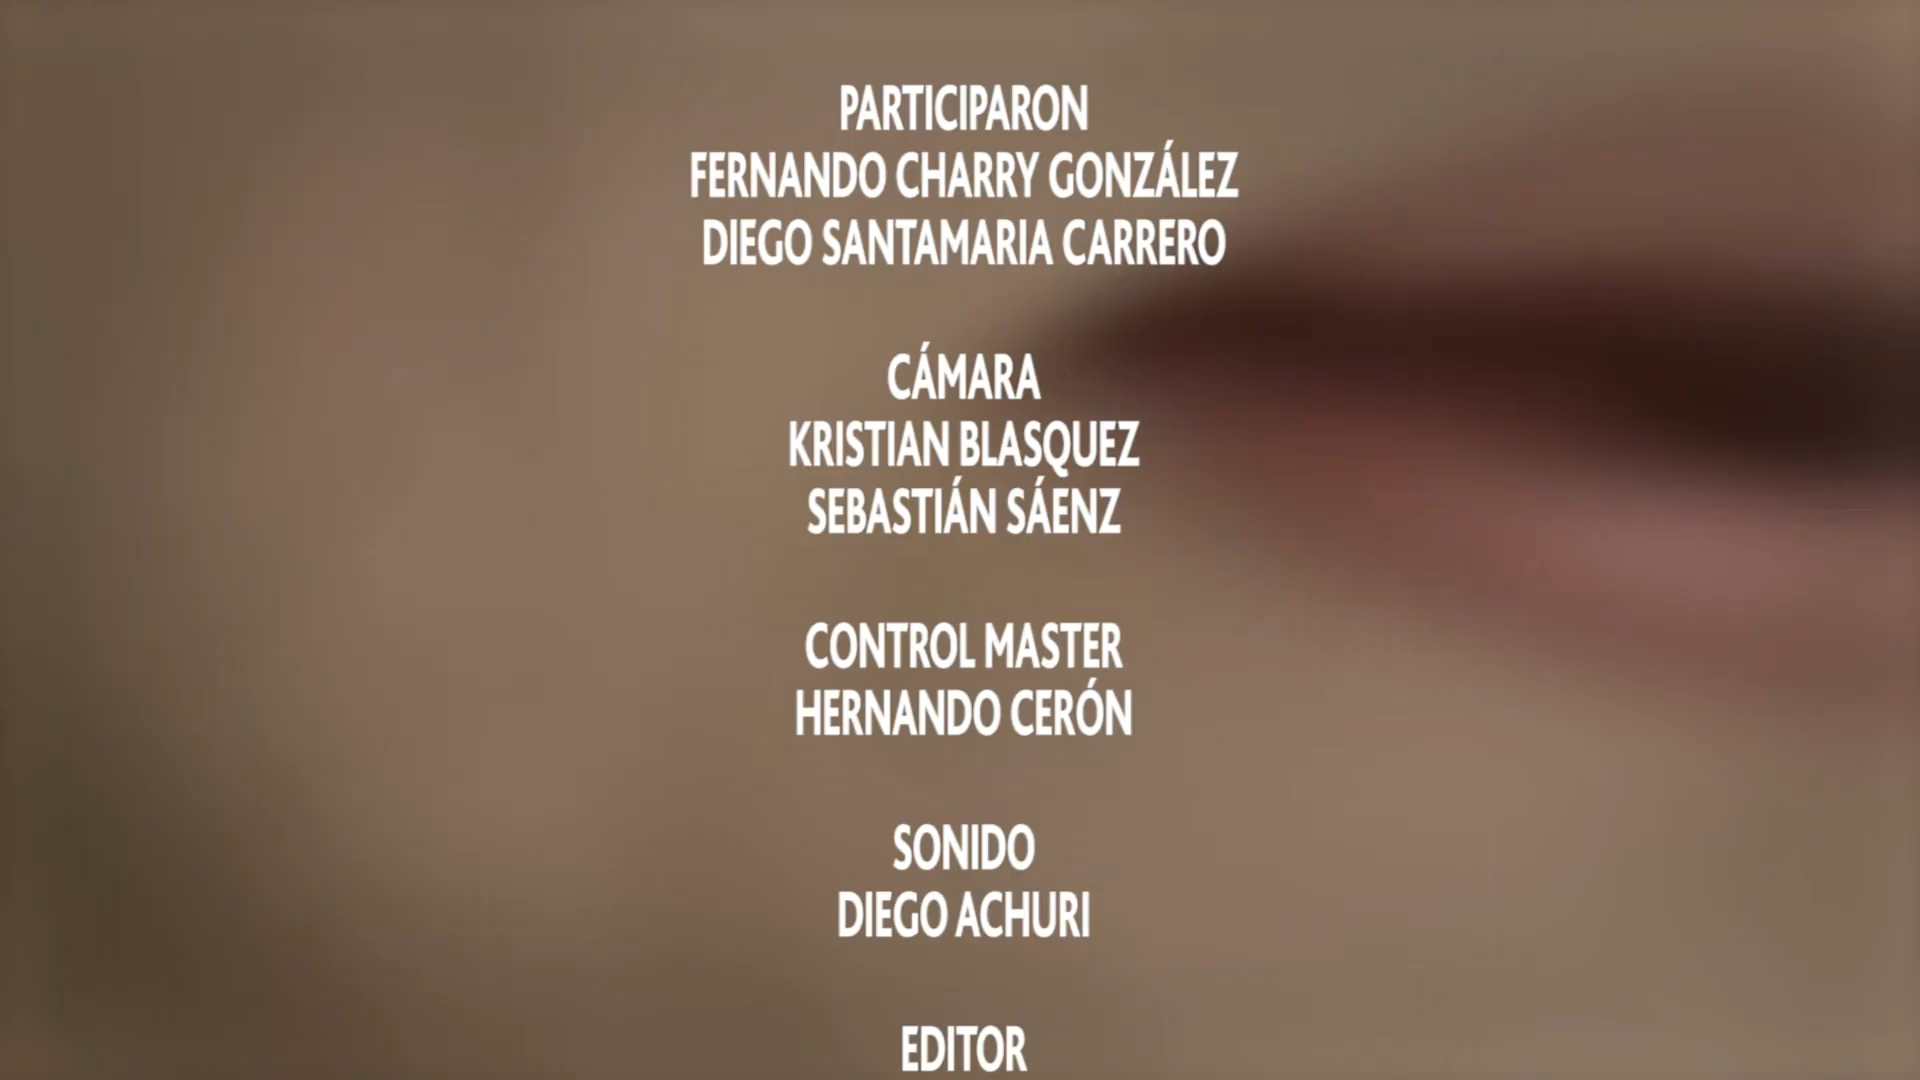 PARTICIPARON
FERNANDO CHARRY GONZÁLEZ
DIEGO SANTAMARIA CARRERO
CÁMARA
KRISTIAN BLASQUEZ
SEBASTIÁN SÁENZ
CONTROL MASTER
HERNANDO CERÓN
SONIDO
DIEGO ACHURI
EDITOR